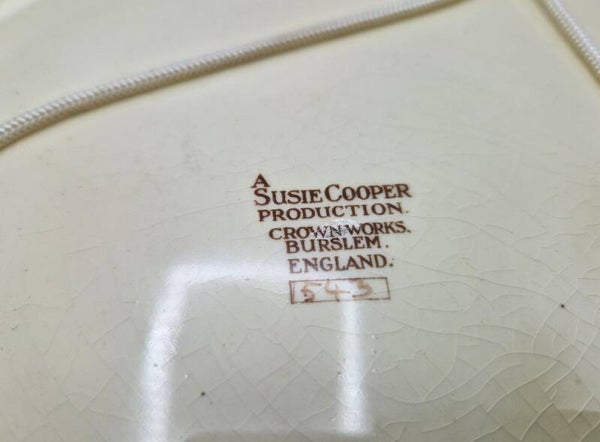 A
SUSIE COOPER
PRODUCTION.
CROWN WORKS.
BURSLEM.
ENGLAND.
543